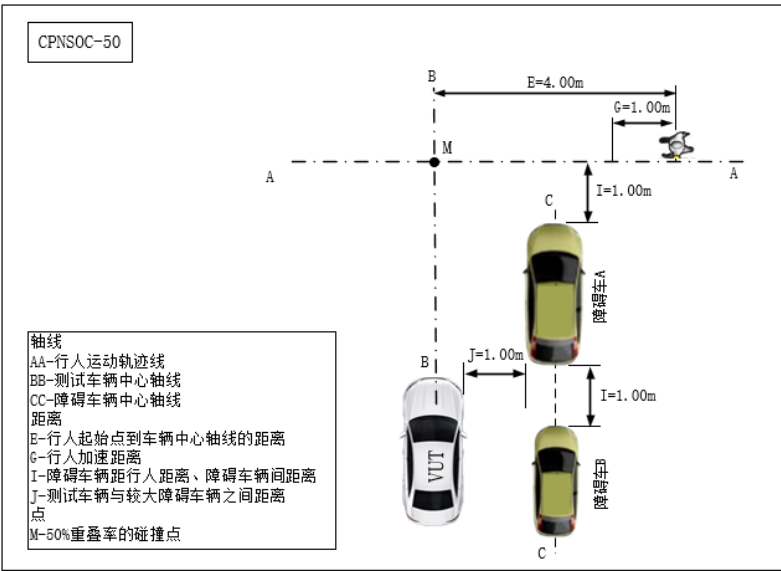 CPNSOC-50
B
E=4.00m
G=1.00m
M
A
A
I=1.00m
C
障碍车A
B
J=1.00m
I=1.00m
VUT
障碍车B
C
轴线
AA-行人运动轨迹线
BB-测试车辆中心轴线
CC-障碍车辆中心轴线
距离
E-行人起始点到车辆中心轴线的距离
G-行人加速距离
I-障碍车辆距行人距离、障碍车辆间距离
J-测试车辆与较大障碍车辆之间距离
点
M-50%重叠率的碰撞点